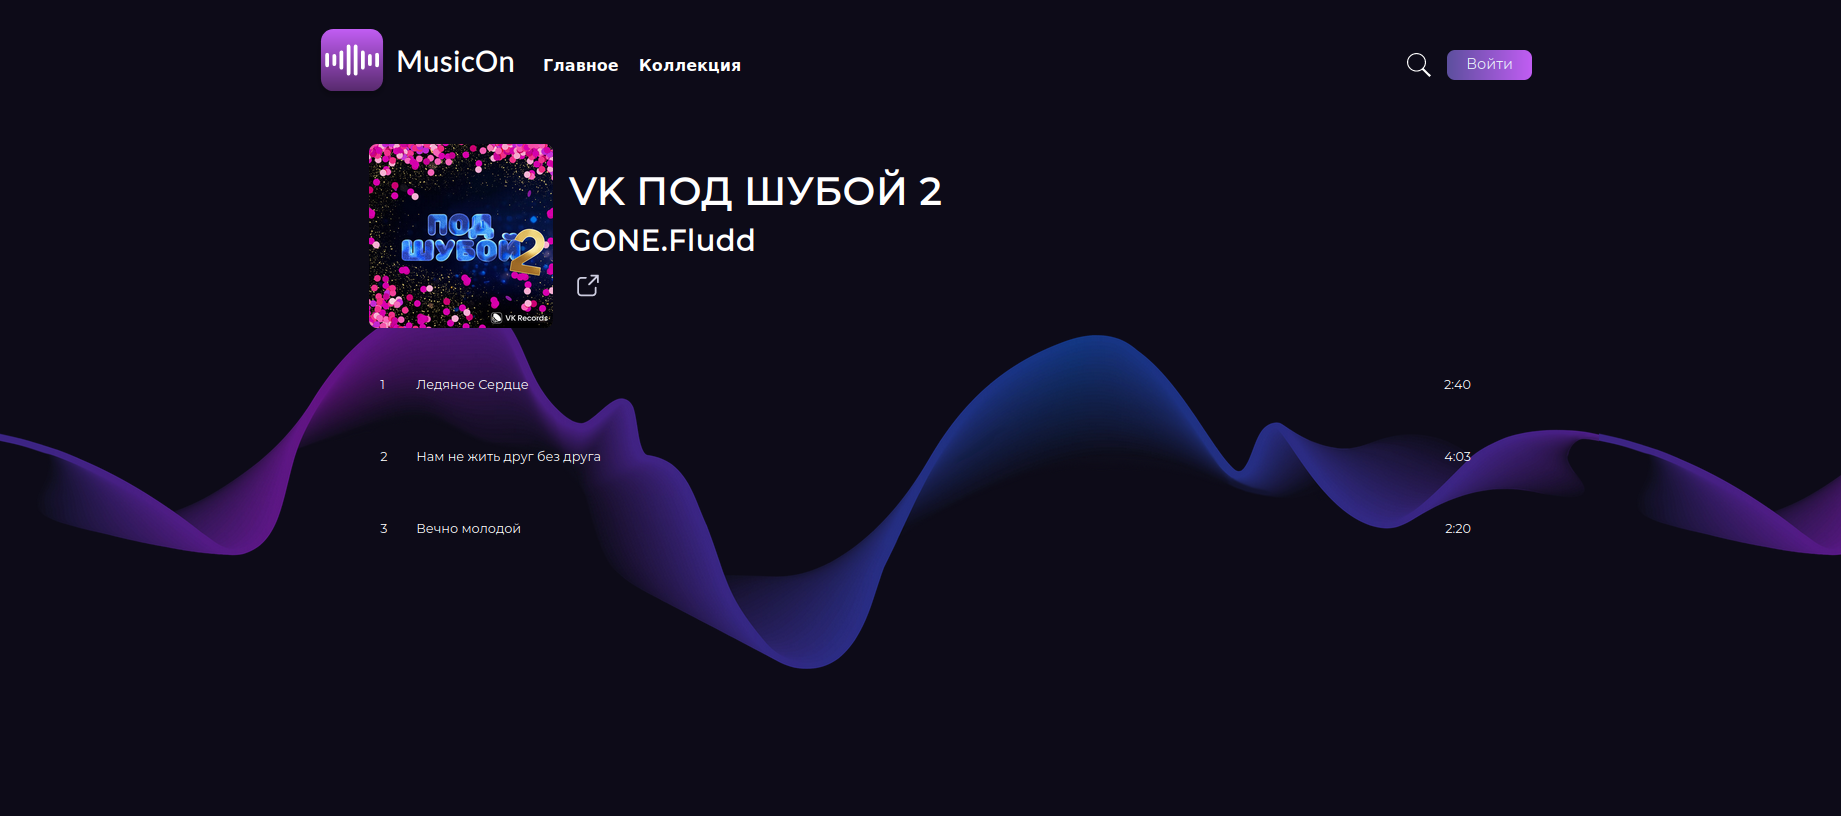 MusicOn
Главное
Коллекция
Войти
ПОД
ШУБОЙ
2
VK Records
VK ПОД ШУБОЙ 2
GONE.Fludd
1 Ледяное Сердце 2:40
2 Нам не жить друг без друга 4:03
3 Вечно молодой 2:20